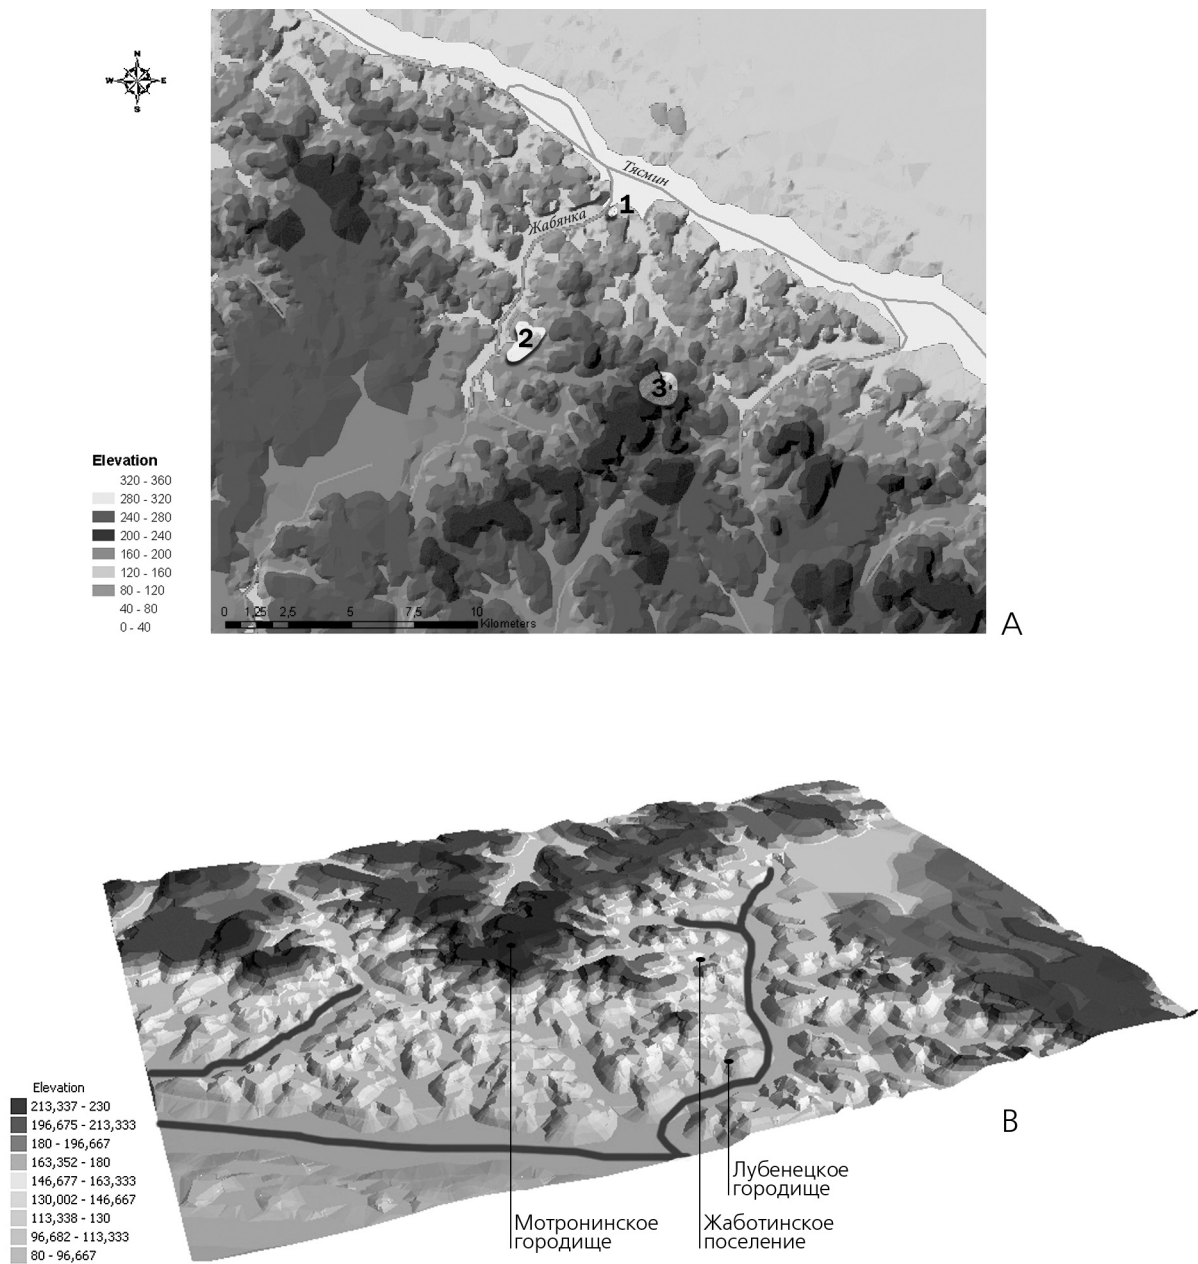 N
W E
S
Тясмин
1
Жабянка
2
3
Elevation
320 - 360
280 - 320
240 - 280
200 - 240
160 - 200
120 - 160
80 - 120
40 - 80
0 - 40
0 1,25 2,5 5 7,5 10
Kilometers
A
Elevation
213,337 - 230
196,675 - 213,333
180 - 196,667
163,352 - 180
146,677 - 163,333
130,002 - 146,667
113,338 - 130
96,682 - 113,333
80 - 96,667
B
Лубенецкое
городище
Мотронинское
городище
Жаботинское
поселение